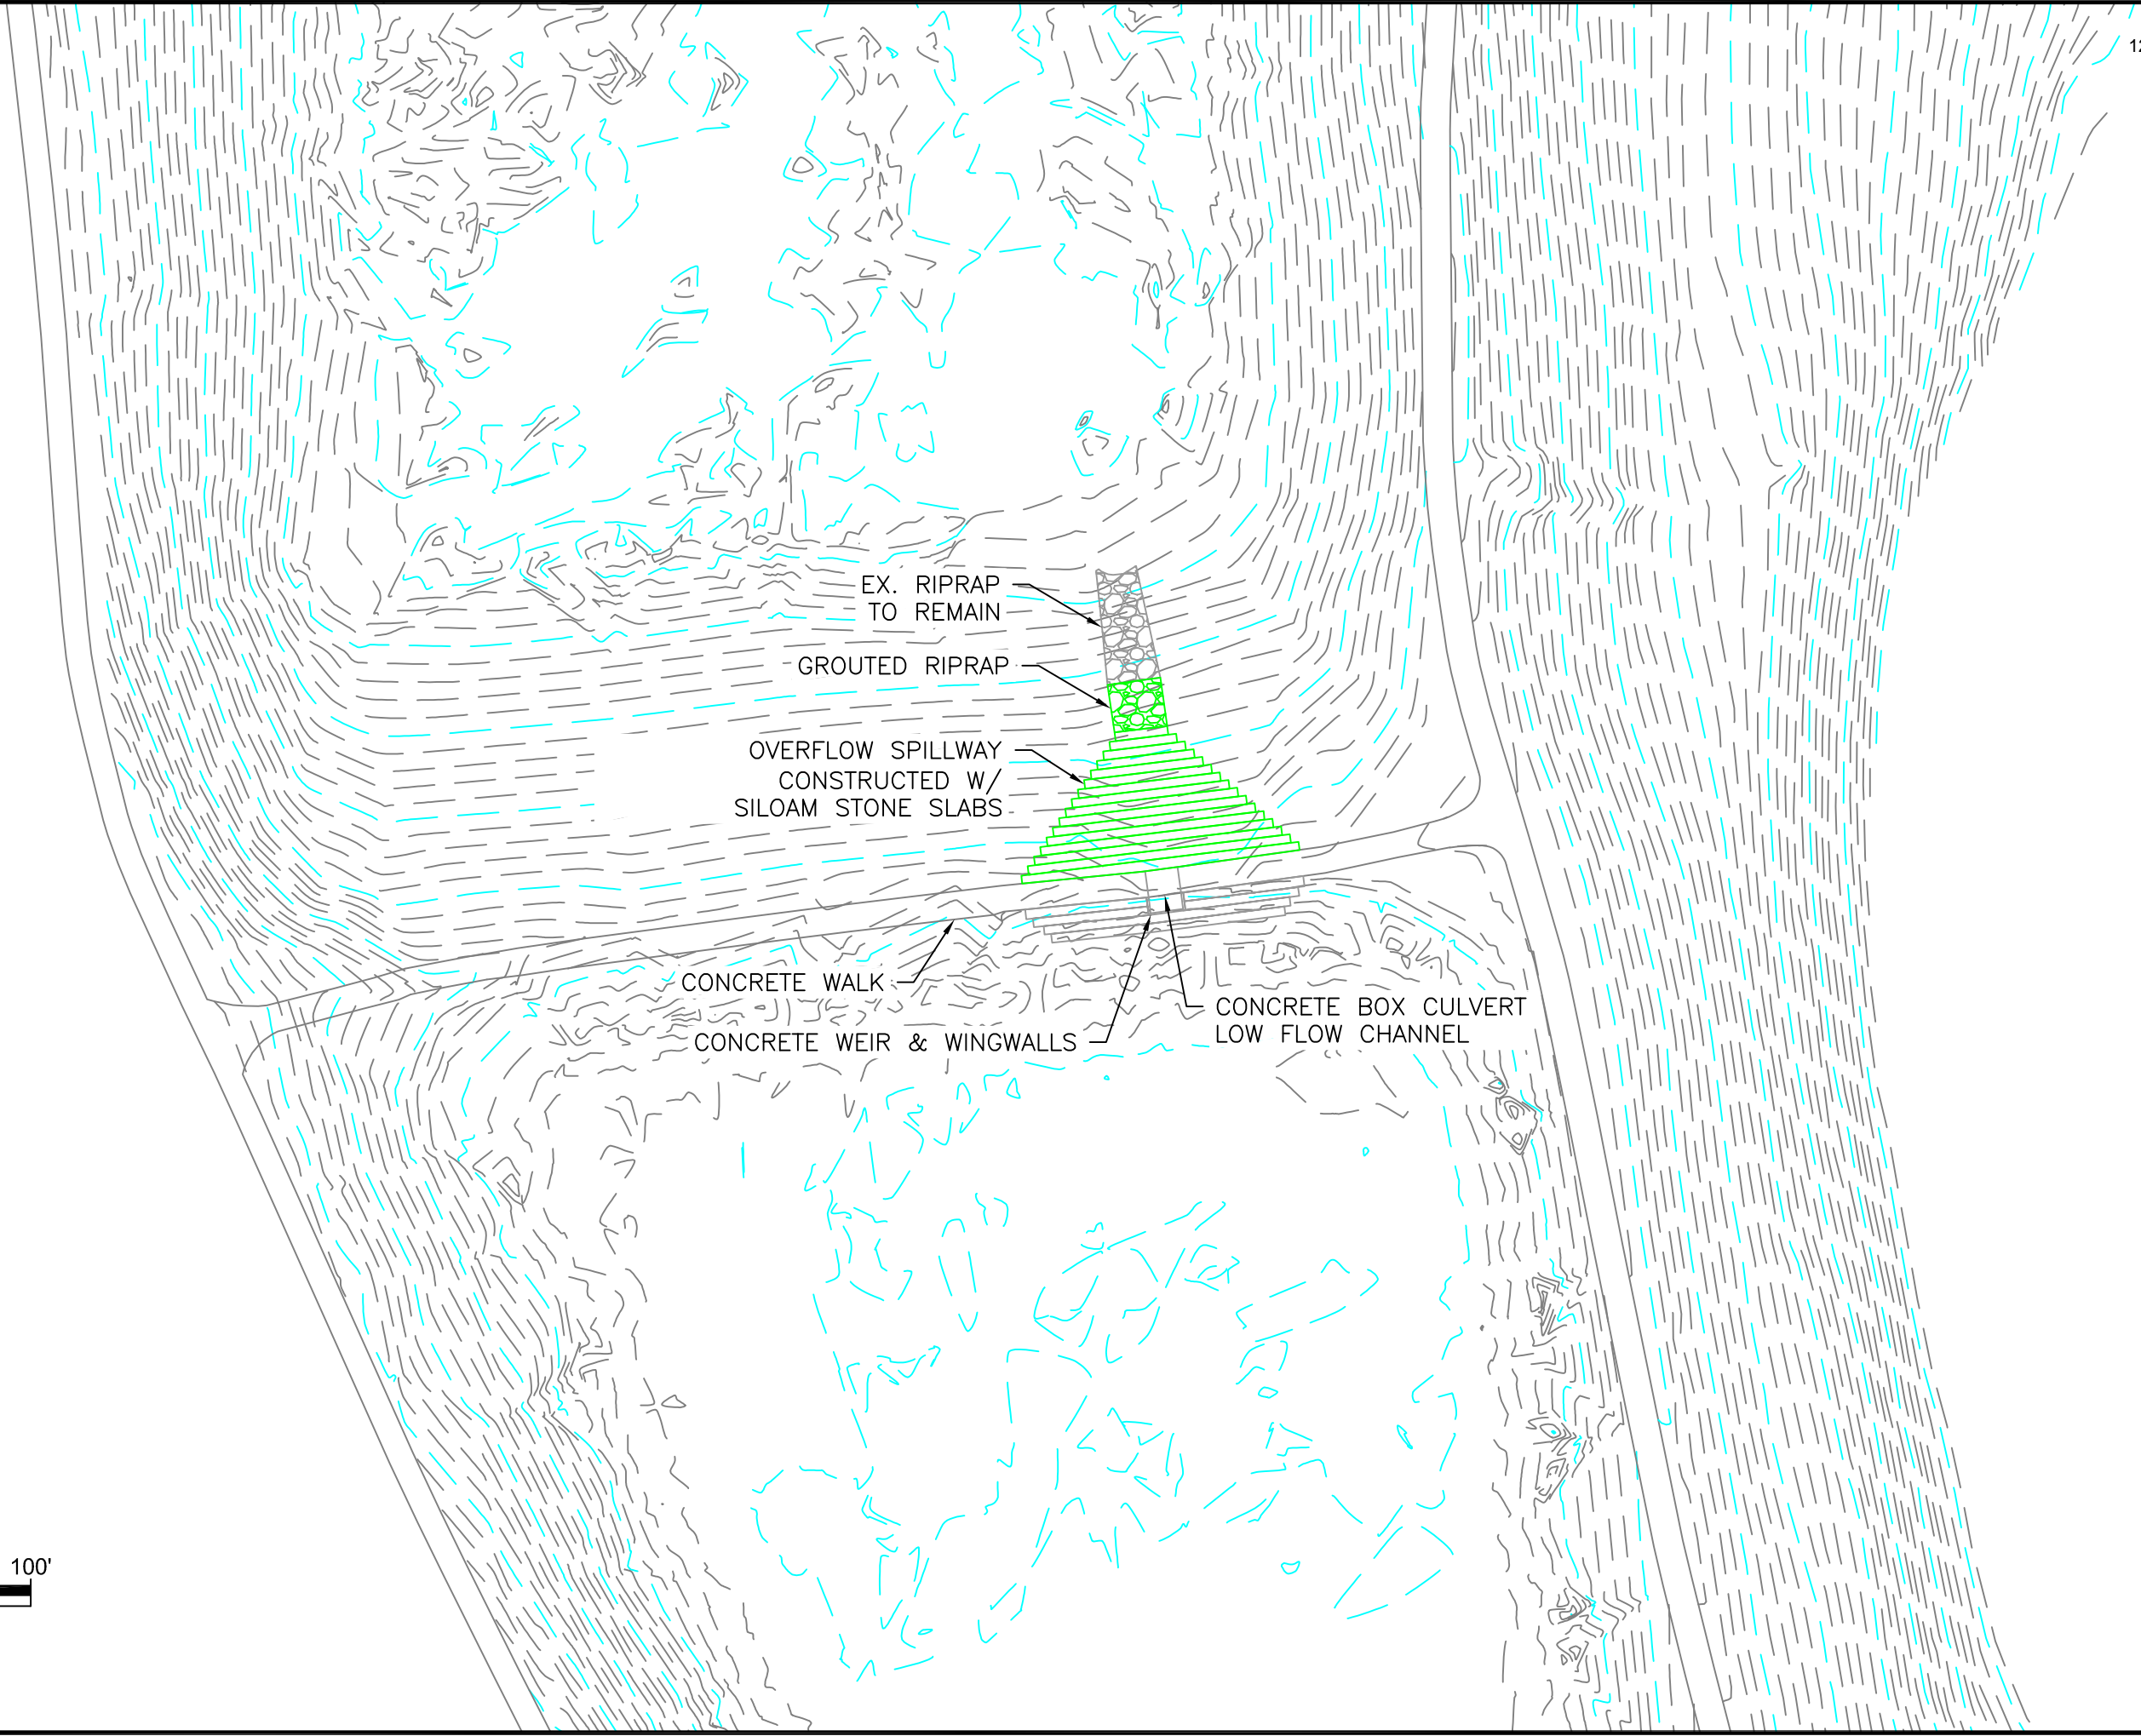 EX. RIPRAP
TO REMAIN
GROUTED RIPRAP
OVERFLOW SPILLWAY
CONSTRUCTED W/
SILOAM STONE SLABS
CONCRETE WALK
CONCRETE BOX CULVERT
LOW FLOW CHANNEL
CONCRETE WEIR & WINGWALLS
100'